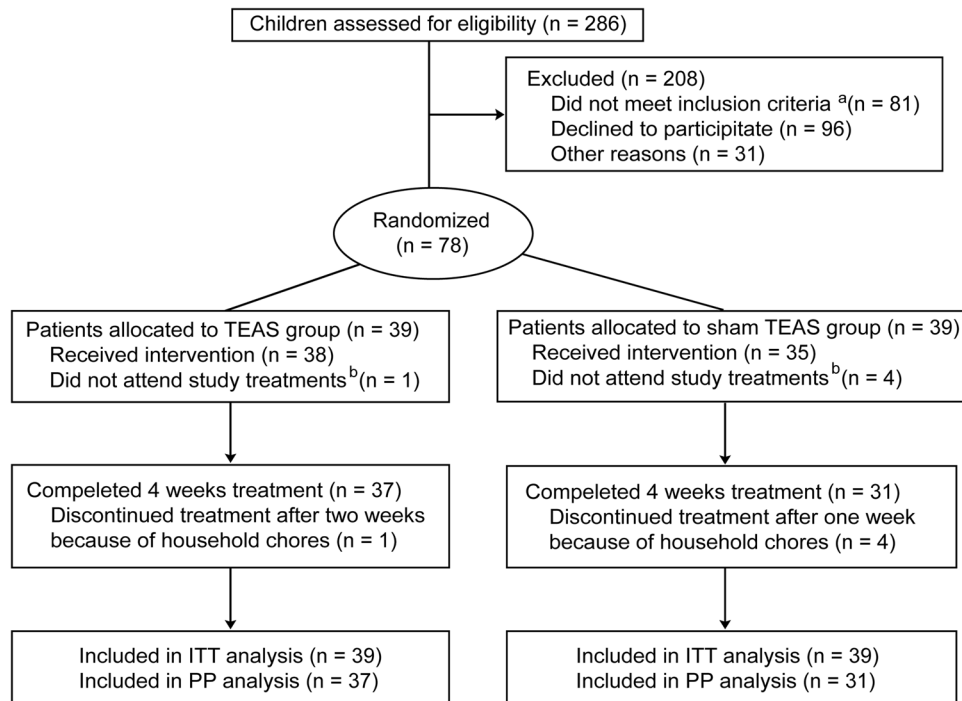 Children assessed for eligibility (n = 286)
Excluded (n = 208)
Did not meet inclusion criteria a(n = 81)
Declined to particpitate (n = 96)
Other reasons (n = 31)
Randomized
(n = 78)
Patients allocated to TEAS group (n = 39)
Received intervention (n = 38)
Did not attend study treatments b(n = 1)
Patients allocated to sham TEAS group (n = 39)
Received intervention (n = 35)
Did not attend study treatments b(n = 4)
Compeleted 4 weeks treatment (n = 37)
Discontinued treatment after two weeks
because of household chores (n = 1)
Compeleted 4 weeks treatment (n = 31)
Discontinued treatment after one week
because of household chores (n = 4)
Included in ITT analysis (n = 39)
Included in PP analysis (n = 37)
Included in ITT analysis (n = 39)
Included in PP analysis (n = 31)